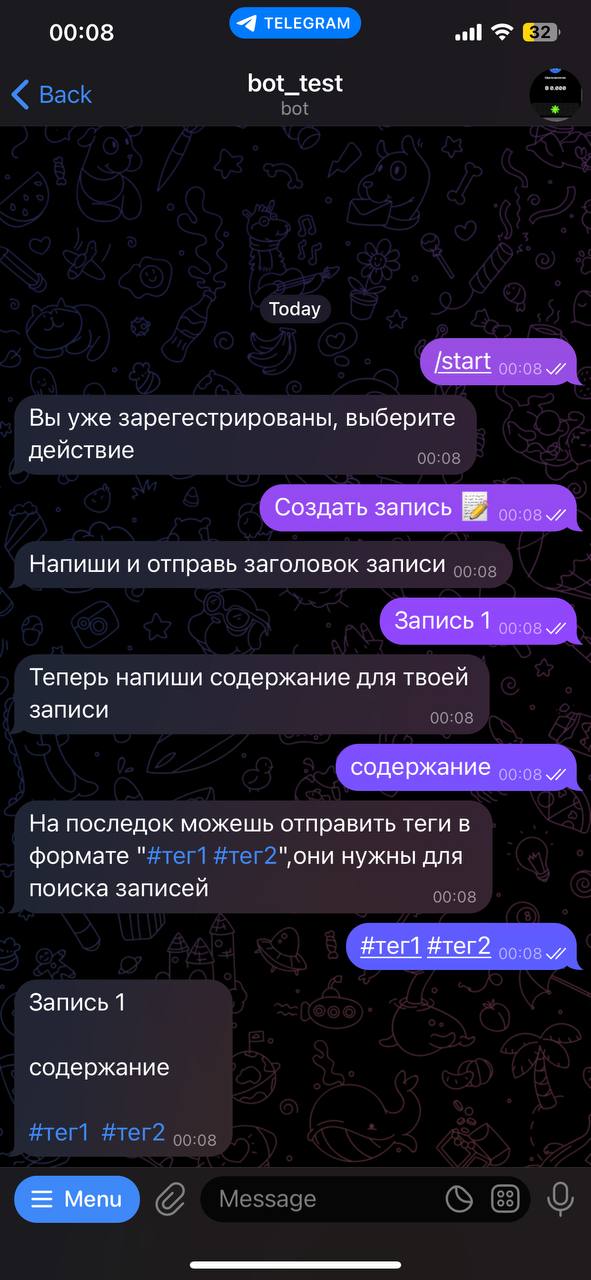 00:08
TELEGRAM
32
Back
bot_test
bot
Today
/start 00:08
Вы уже зарегестрированы, выберите
действие 00:08
Создать запись 📝 00:08
Напиши и отправь заголовок записи 00:08
Запись 1 00:08
Теперь напиши содержание для твоей
записи 00:08
содержание 00:08
На последок можешь отправить теги в
формате "#тег1 #тег2",они нужны для
поиска записей 00:08
#тег1 #тег2 00:08
Запись 1
содержание
#тег1 #тег2 00:08
Menu
Message